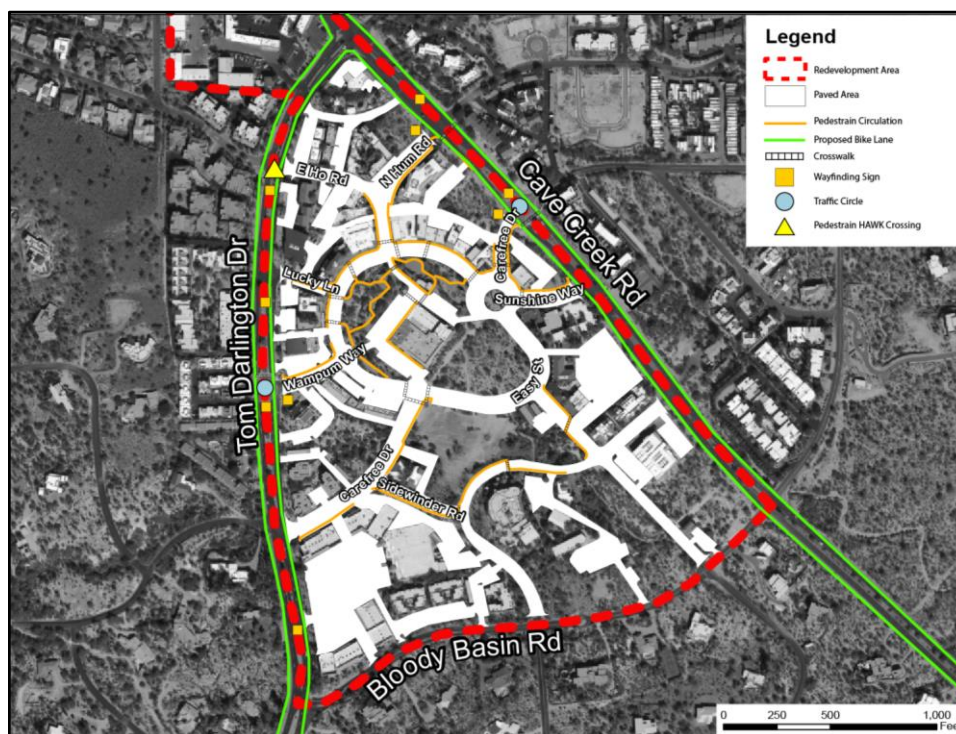 Legend
Redevelopment Area
Paved Area
Pedestrain Circulation
Proposed Bike Lane
Crosswalk
Wayfinding Sign
Traffic Circle
Pedestrain HAWK Crossing
N Hum Rd
E Ho Rd
Cave Creek Rd
Carefree Dr
Tom Darlington Dr
Lucky Ln
Sunshine Way
Wampum Way
Easy St
Carefree Dr
Sidewinder Rd
Bloody Basin Rd
0 250 500 1,000
Fee